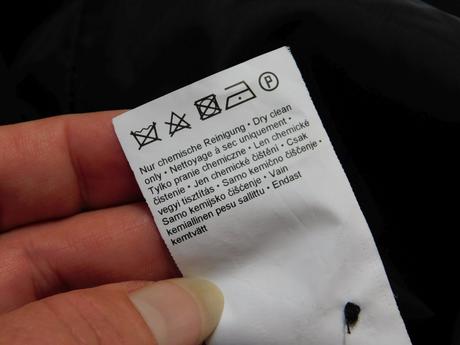 P
Nur chemische Reinigung • Dry clean
only • Nettoyage à sec uniquement •
Tylko pranie chemiczne • Len chemické
čistenie • Jen chemické čištění • Csak
vegyi tisztítás • Samo kemično čiščenje •
Samo kemijsko čišćenje • Vain
kemiallinen pesu sallittu • Endast
kemtvätt